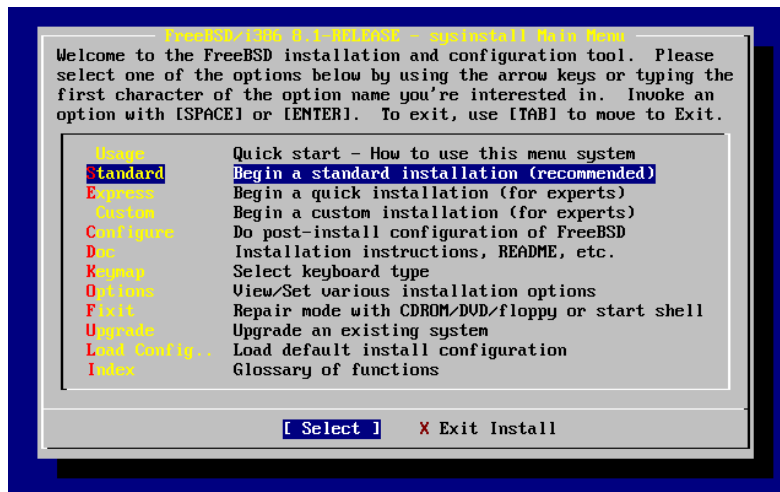 FreeBSD/i386 8.1-RELEASE - sysinstall Main Menu
Welcome to the FreeBSD installation and configuration tool.  Please
select one of the options below by using the arrow keys or typing the
first character of the option name you're interested in.  Invoke an
option with [SPACE] or [ENTER].  To exit, use [TAB] to move to Exit.
Usage Quick start - How to use this menu system
Standard Begin a standard installation (recommended)
Express Begin a quick installation (for experts)
Custom Begin a custom installation (for experts)
Configure Do post-install configuration of FreeBSD
Doc Installation instructions, README, etc.
Keymap Select keyboard type
Options View/Set various installation options
Fixit Repair mode with CDROM/DVD/floppy or start shell
Upgrade Upgrade an existing system
Load Config.. Load default install configuration
Index Glossary of functions
[ Select ] X Exit Install